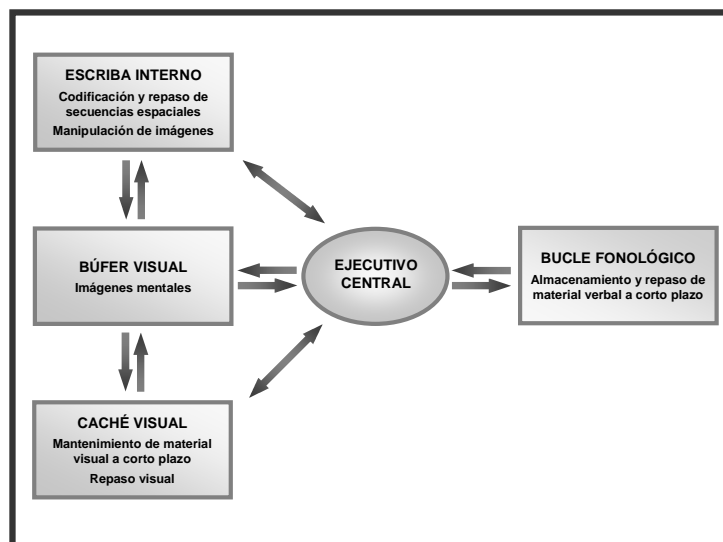 ESCRIBA INTERNO
Codificación y repaso de
secuencias espaciales
Manipulación de imágenes
BÚFER VISUAL
Imágenes mentales
EJECUTIVO
CENTRAL
BUCLE FONOLÓGICO
Almacenamiento y repaso de
material verbal a corto plazo
CACHÉ VISUAL
Mantenimiento de material
visual a corto plazo
Repaso visual